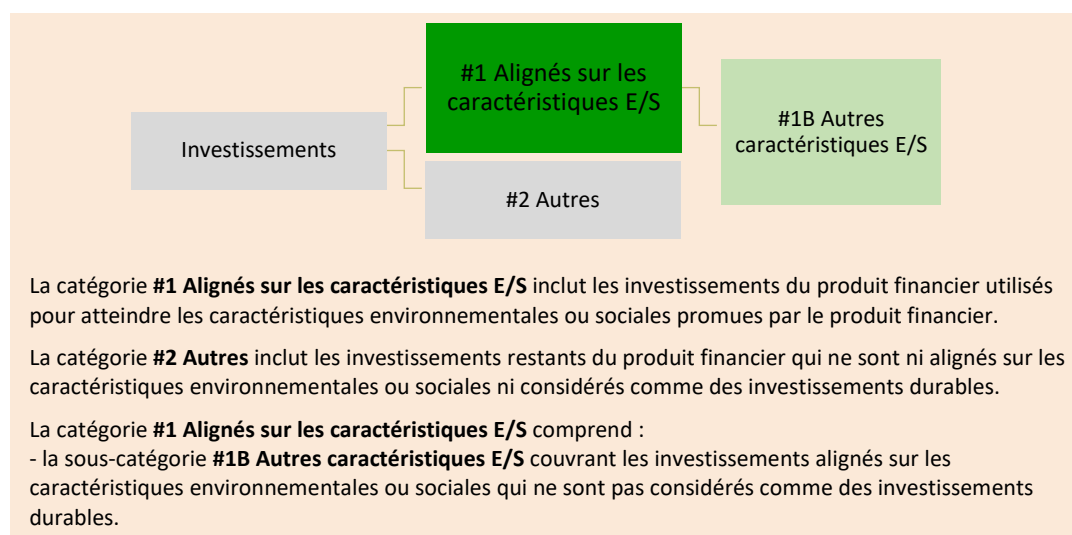 #1 Alignés sur les
caractéristiques E/S
#1B Autres
caractéristiques E/S
Investissements
#2 Autres
La catégorie #1 Alignés sur les caractéristiques E/S inclut les investissements du produit financier utilisés
pour atteindre les caractéristiques environnementales ou sociales promues par le produit financier.
La catégorie #2 Autres inclut les investissements restants du produit financier qui ne sont ni alignés sur les
caractéristiques environnementales ou sociales ni considérés comme des investissements durables.
La catégorie #1 Alignés sur les caractéristiques E/S comprend :
- la sous-catégorie #1B Autres caractéristiques E/S couvrant les investissements alignés sur les
caractéristiques environnementales ou sociales qui ne sont pas considérés comme des investissements
durables.